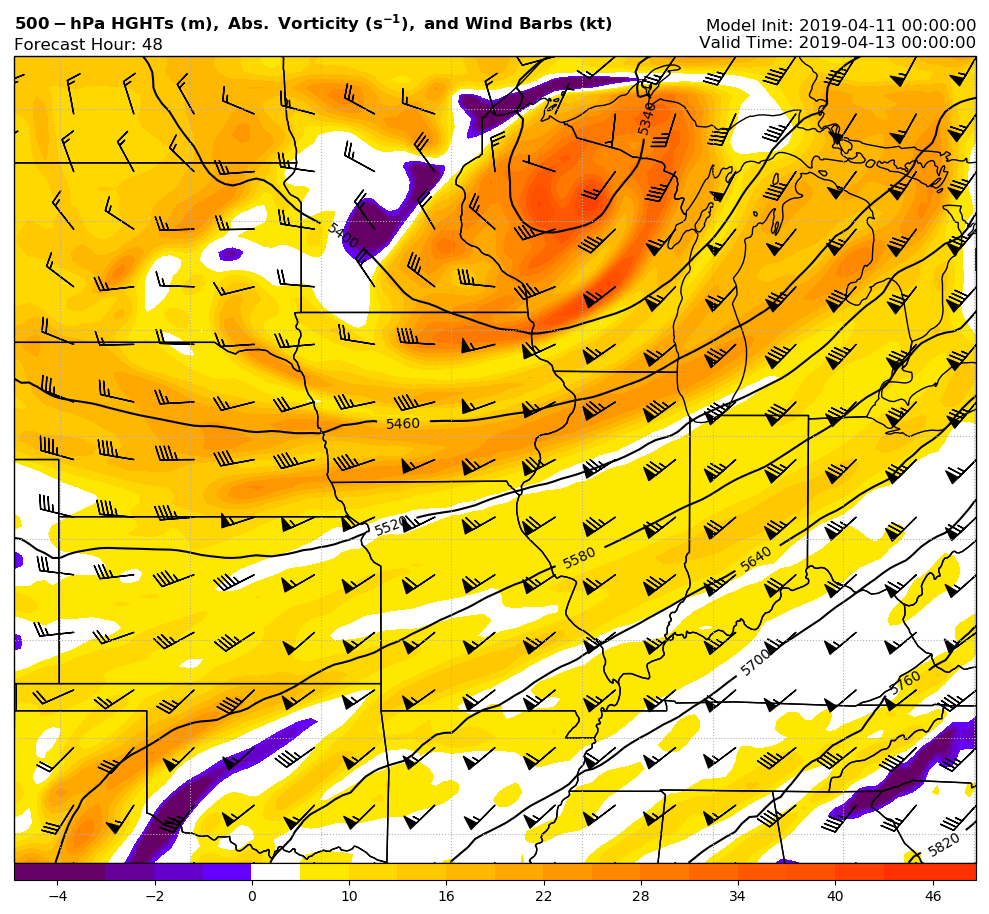 500 − hPa HGHTs (m), Abs. Vorticity (s⁻¹), and Wind Barbs (kt)
Model Init: 2019-04-11 00:00:00
Forecast Hour: 48
Valid Time: 2019-04-13 00:00:00
5340
5400
5460
5520
5580
5640
5700
5760
5820
−4 −2 0 10 16 22 28 34 40 46